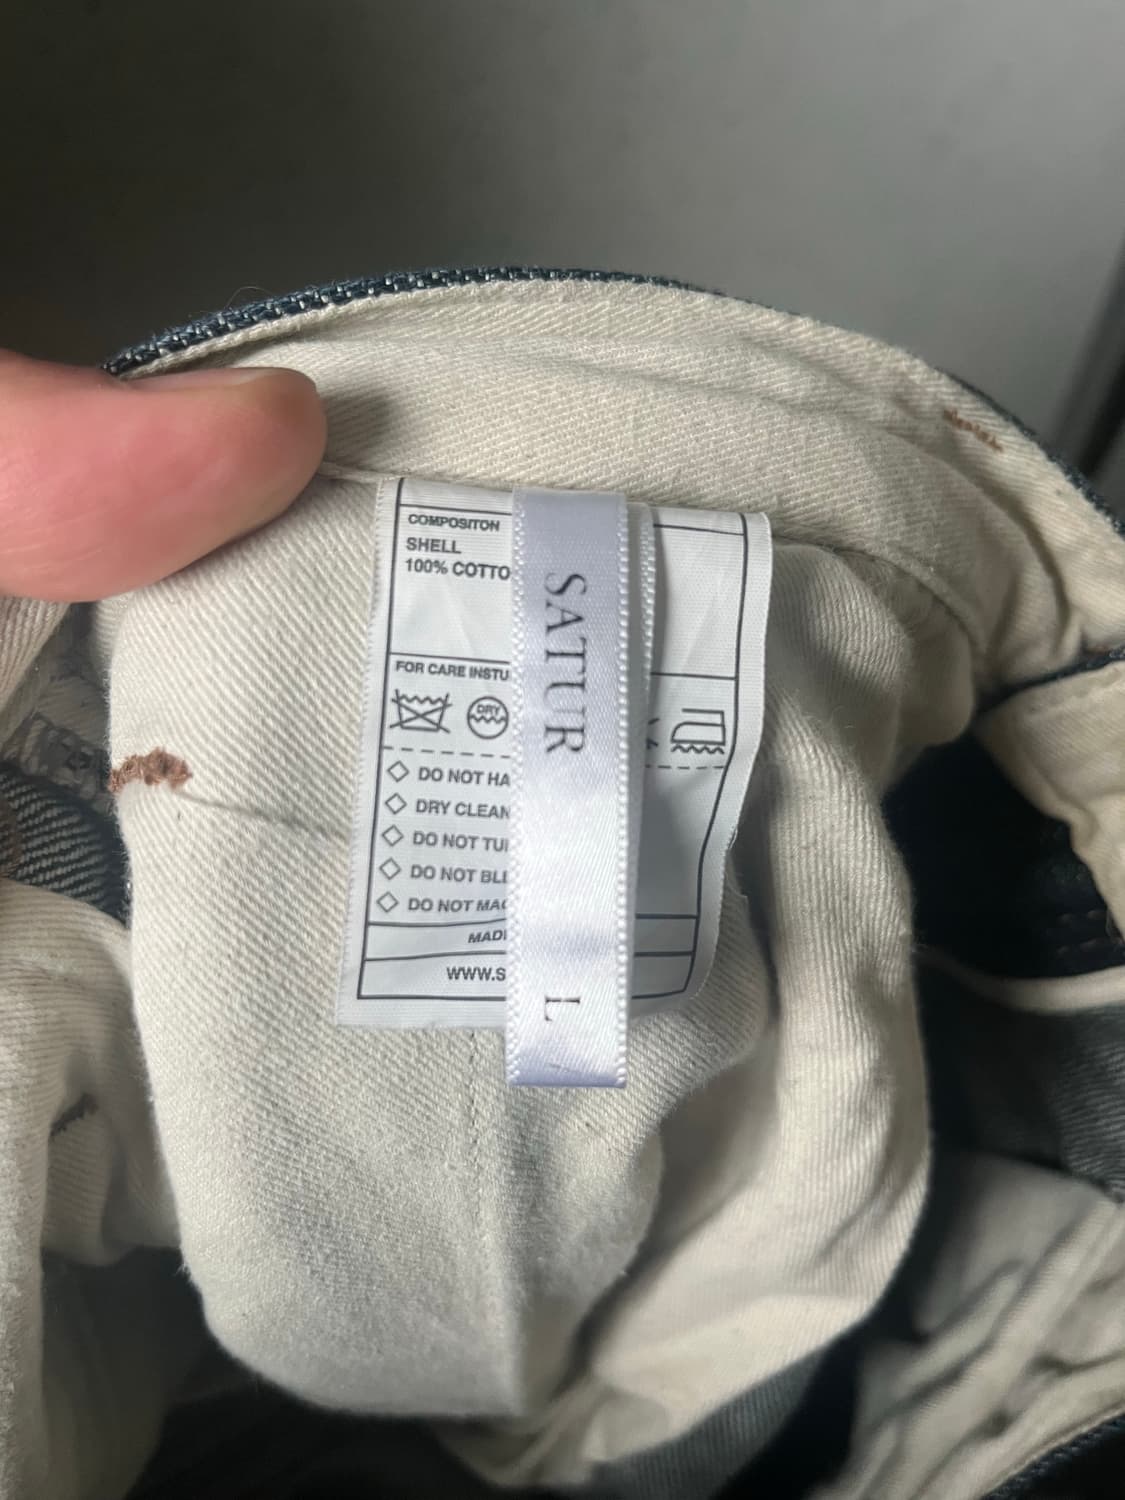 COMPOSITON
SHELL
100% COTTO
FOR CARE INSTU
DRY
DO NOT HA
DRY CLEAN
DO NOT TU
DO NOT BL
DO NOT MA
MAD
WWW.S
SATUR
L